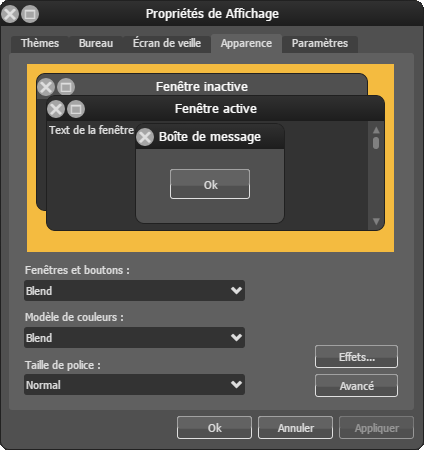 Propriétés de Affichage
Thèmes Bureau Écran de veille Apparence Paramètres
Fenêtre inactive
Fenêtre active
Text de la fenêtre
Boîte de message
Ok
Fenêtres et boutons :
Blend
Modèle de couleurs :
Blend
Taille de police :
Normal
Effets...
Avancé
Ok Annuler Appliquer